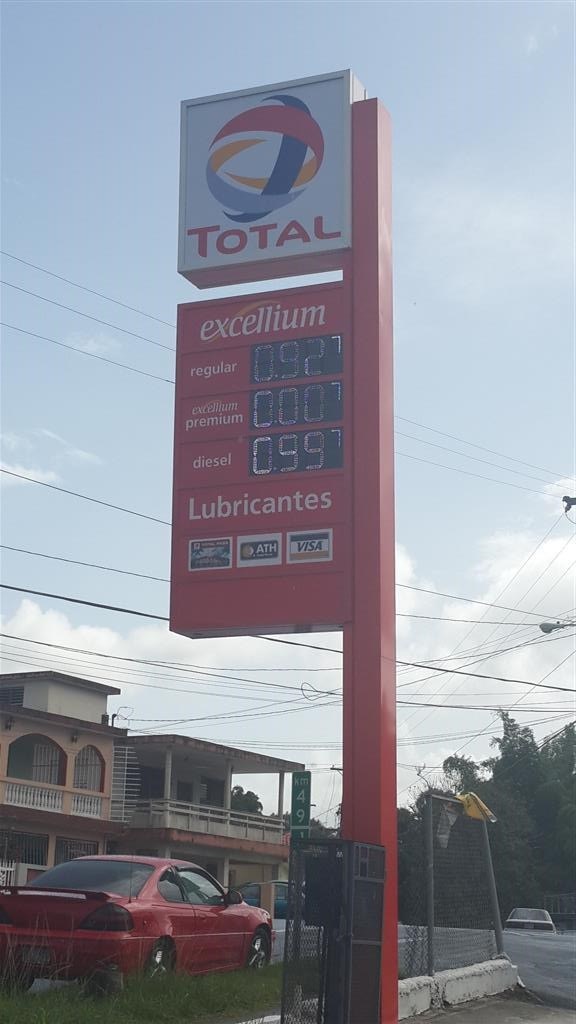 TOTAL
excellium
regular 0.927
excellium
premium 0.007
diesel 0.997
Lubricantes
ATH VISA
km
4
9